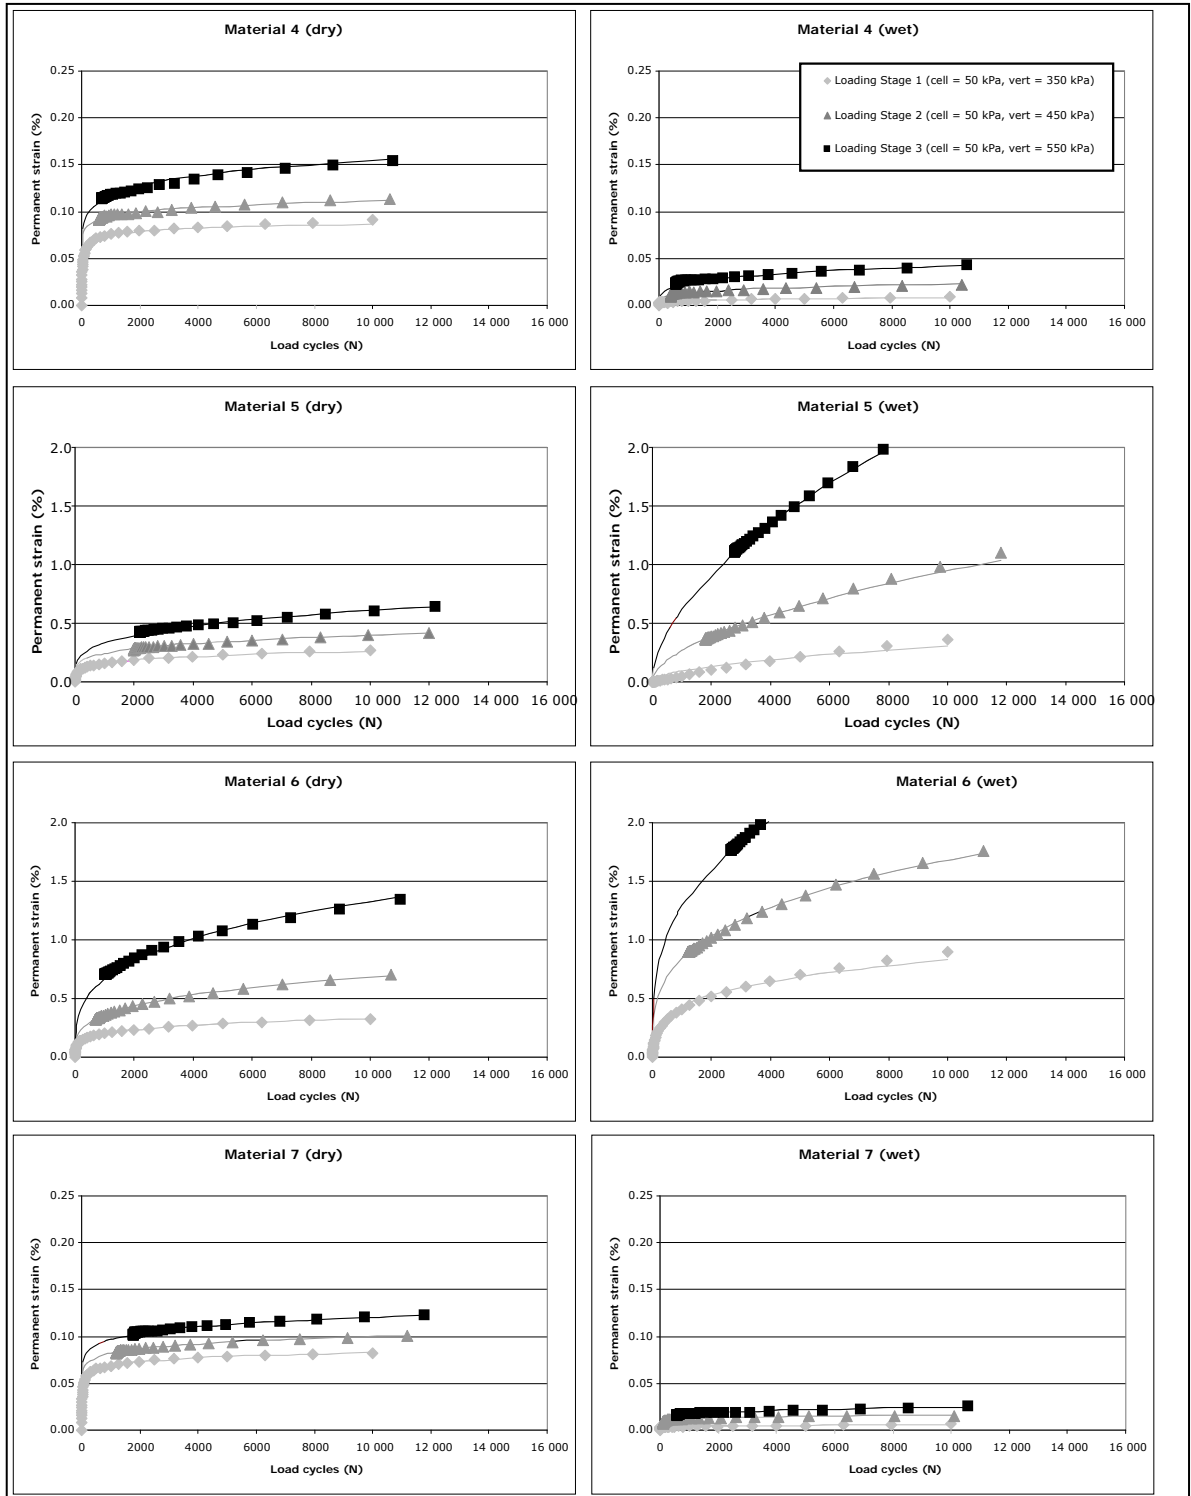 Material 4 (dry)
Permanent strain (%)
0.25
0.20
0.15
0.10
0.05
0.00
0 2000 4000 6000 8000 10 000 12 000 14 000 16 000
Load cycles (N)
Material 4 (wet)
Permanent strain (%)
0.25
0.20
0.15
0.10
0.05
0.00
Loading Stage 1 (cell = 50 kPa, vert = 350 kPa)
Loading Stage 2 (cell = 50 kPa, vert = 450 kPa)
Loading Stage 3 (cell = 50 kPa, vert = 550 kPa)
0 2000 4000 6000 8000 10 000 12 000 14 000 16 000
Load cycles (N)
Material 5 (dry)
Permanent strain (%)
2.0
1.5
1.0
0.5
0.0
0 2000 4000 6000 8000 10 000 12 000 14 000 16 000
Load cycles (N)
Material 5 (wet)
Permanent strain (%)
2.0
1.5
1.0
0.5
0.0
0 2000 4000 6000 8000 10 000 12 000 14 000 16 000
Load cycles (N)
Material 6 (dry)
Permanent strain (%)
2.0
1.5
1.0
0.5
0.0
0 2000 4000 6000 8000 10 000 12 000 14 000 16 000
Load cycles (N)
Material 6 (wet)
Permanent strain (%)
2.0
1.5
1.0
0.5
0.0
0 2000 4000 6000 8000 10 000 12 000 14 000 16 000
Load cycles (N)
Material 7 (dry)
Permanent strain (%)
0.25
0.20
0.15
0.10
0.05
0.00
0 2000 4000 6000 8000 10 000 12 000 14 000 16 000
Load cycles (N)
Material 7 (wet)
Permanent strain (%)
0.25
0.20
0.15
0.10
0.05
0.00
0 2000 4000 6000 8000 10 000 12 000 14 000 16 000
Load cycles (N)